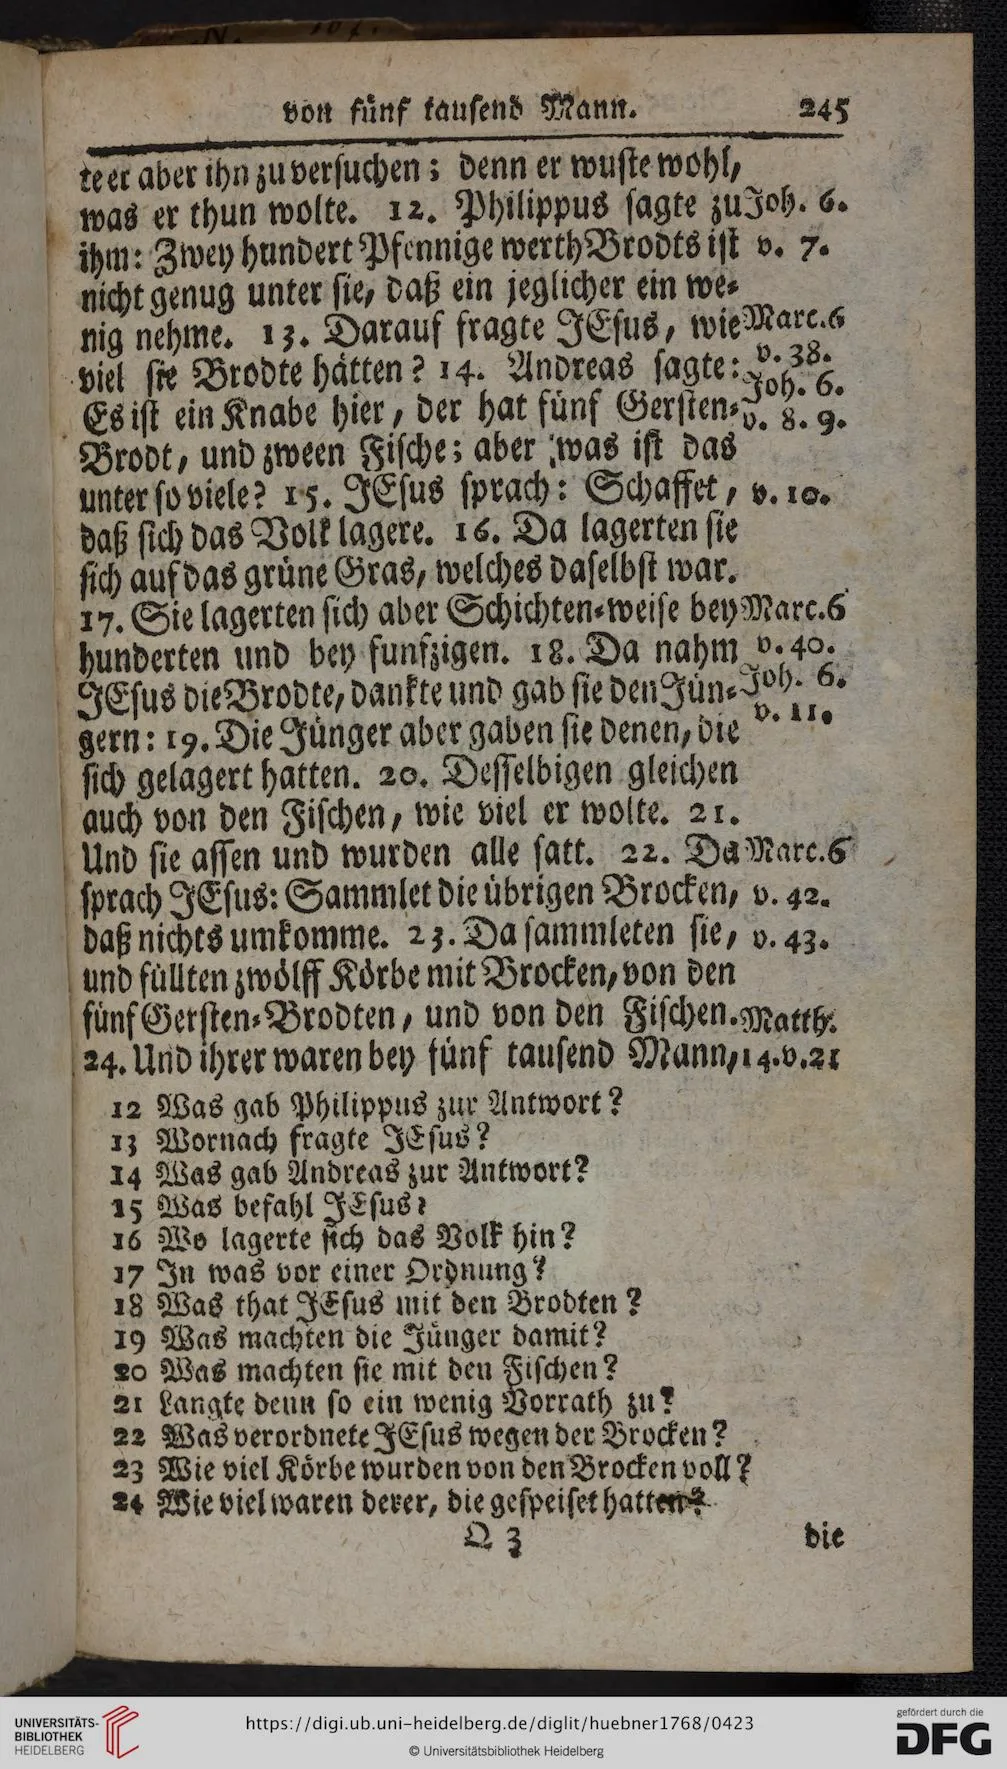 von fünf tausend Mann. 245
te er aber ihn zu versuchen; denn er wuste wohl,
was er thun wolte. 12. Philippus sagte zu Joh. 6.
ihm: Zwey hundert Pfennige werth Brodts ist v. 7.
nicht genug unter sie, daß ein jeglicher ein we-
nig nehme. 13. Darauf fragte JEsus, wie Marc. 6
viel sie Brodte hätten? 14. Andreas sagte: v. 38.
Es ist ein Knabe hier, der hat fünf Gersten- Joh. 6.
v. 8. 9.
Brodt, und zween Fische; aber was ist das
unter so viele? 15. JEsus sprach: Schaffet, v. 10.
daß sich das Volk lagere. 16. Da lagerten sie
sich auf das grüne Gras, welches daselbst war.
17. Sie lagerten sich aber Schichten-weise bey Marc. 6
hunderten und bey funfzigen. 18. Da nahm v. 40.
JEsus die Brodte, dankte und gab sie den Jün- Joh. 6.
gern: 19. Die Jünger aber gaben sie denen, die v. 11.
sich gelagert hatten. 20. Desselbigen gleichen
auch von den Fischen, wie viel er wolte. 21.
Und sie assen und wurden alle satt. 22. Da Marc. 6
sprach JEsus: Sammlet die übrigen Brocken, v. 42.
daß nichts umkomme. 23. Da sammleten sie, v. 43.
und füllten zwölff Körbe mit Brocken, von den
fünf Gersten-Brodten, und von den Fischen. Matth.
24. Und ihrer waren bey fünf tausend Mann, 14. v. 21
12 Was gab Philippus zur Antwort?
13 Wornach fragte JEsus?
14 Was gab Andreas zur Antwort?
15 Was befahl JEsus?
16 Wo lagerte sich das Volk hin?
17 In was vor einer Ordnung?
18 Was that JEsus mit den Brodten?
19 Was machten die Jünger damit?
20 Was machten sie mit den Fischen?
21 Langte denn so ein wenig Vorrath zu?
22 Was verordnete JEsus wegen der Brocken?
23 Wie viel Körbe wurden von den Brocken voll?
24 Wie viel waren derer, die gespeiset hatten?
Q 3 die
UNIVERSITÄTS-
BIBLIOTHEK
HEIDELBERG
https://digi.ub.uni-heidelberg.de/diglit/huebner1768/0423
© Universitätsbibliothek Heidelberg
gefördert durch die
DFG